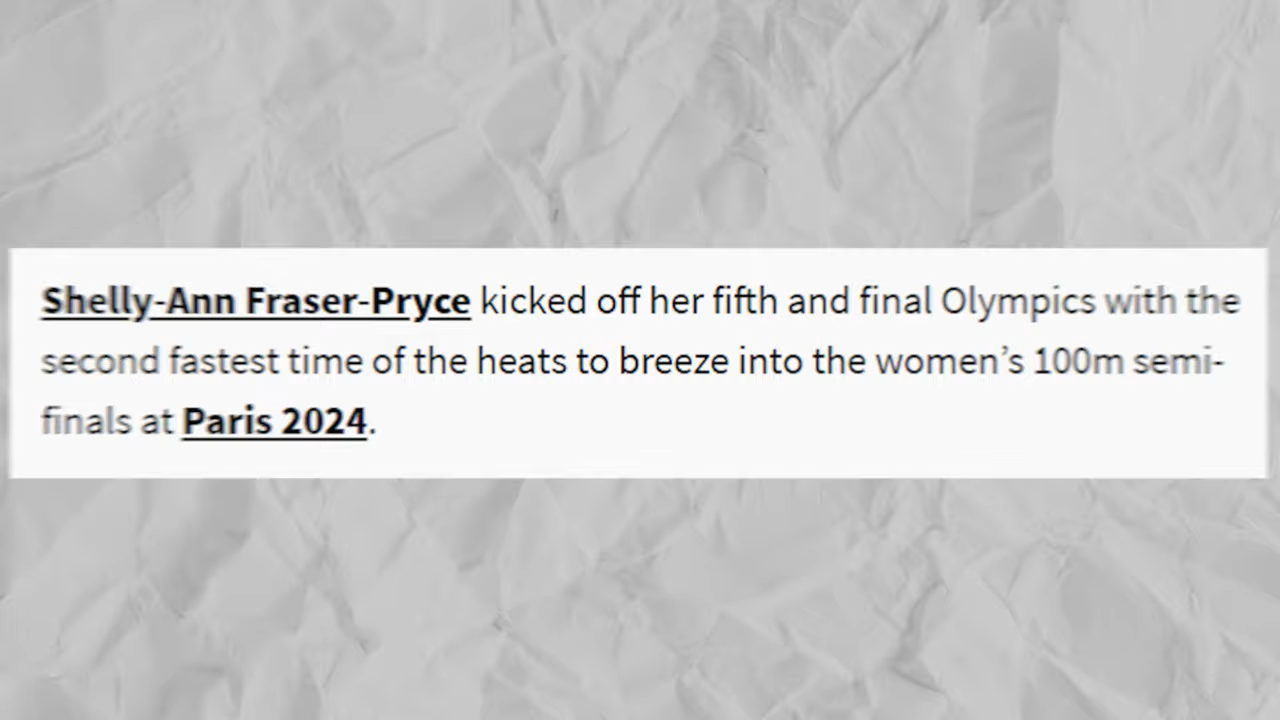 Shelly-Ann Fraser-Pryce kicked off her fifth and final Olympics with the
second fastest time of the heats to breeze into the women’s 100m semi-
finals at Paris 2024.